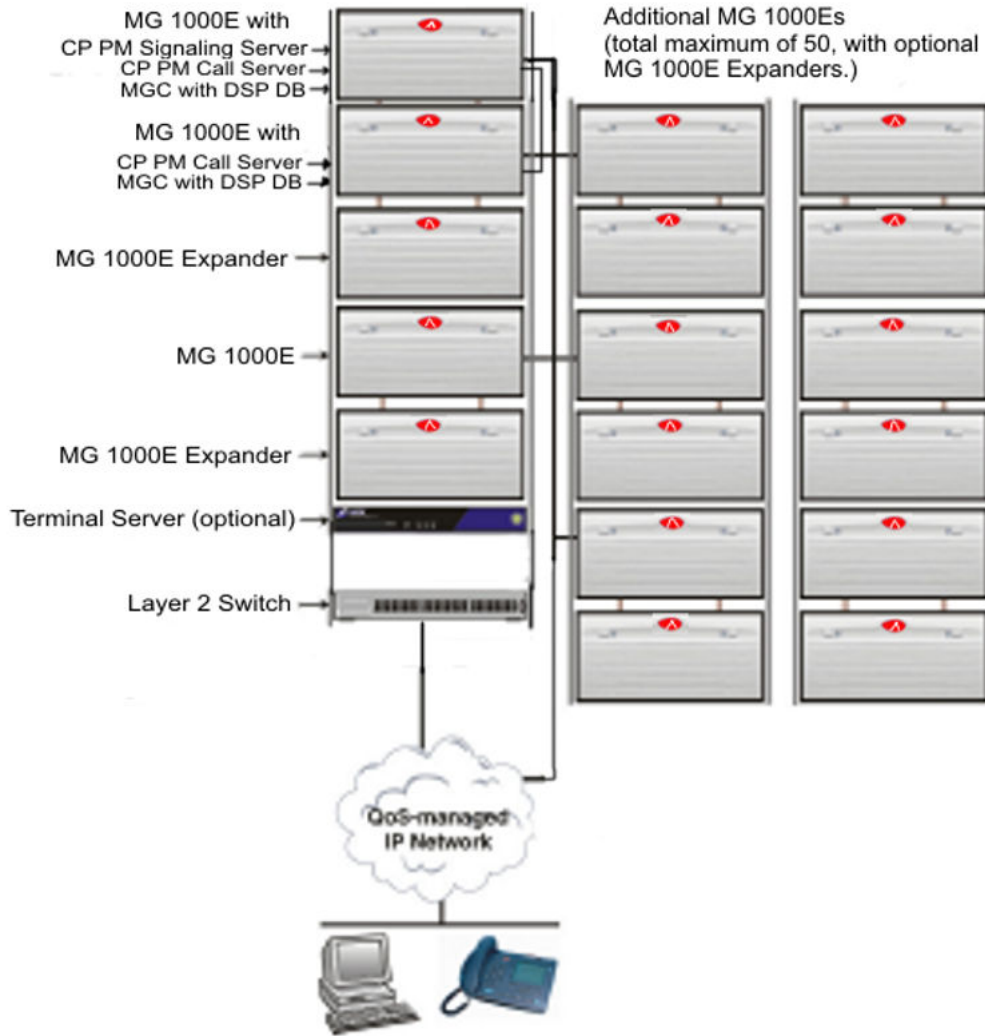 MG 1000E with
CP PM Signaling Server
CP PM Call Server
MGC with DSP DB
MG 1000E with
CP PM Call Server
MGC with DSP DB
MG 1000E Expander
MG 1000E
MG 1000E Expander
Terminal Server (optional)
Layer 2 Switch
Additional MG 1000Es
(total maximum of 50, with optional
MG 1000E Expanders.)
QoS-managed
IP Network